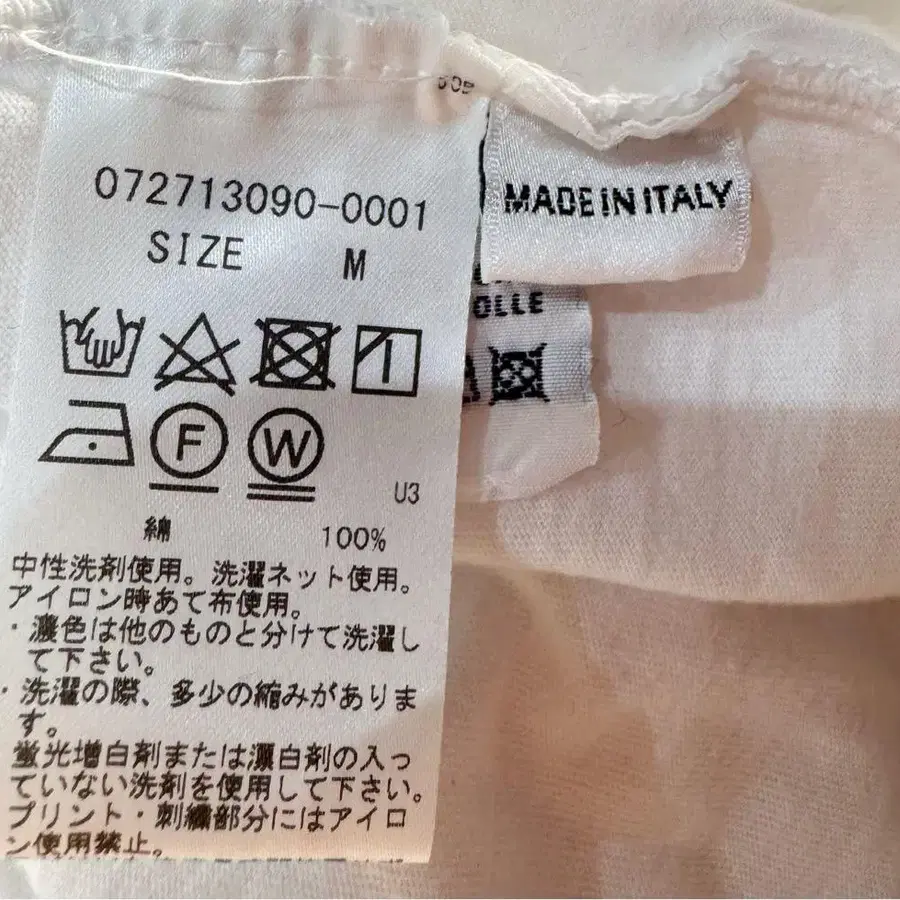 072713090-0001
SIZE M
F W
U3
綿 100%
中性洗剤使用。洗濯ネット使用。
アイロン時あて布使用。
・濃色は他のものと分けて洗濯し
て下さい。
・洗濯の際、多少の縮みがありま
す。
蛍光増白剤または漂白剤の入っ
ていない洗剤を使用して下さい。
プリント・刺繍部分にはアイロ
ン使用禁止。
MADE IN ITALY
OLLE